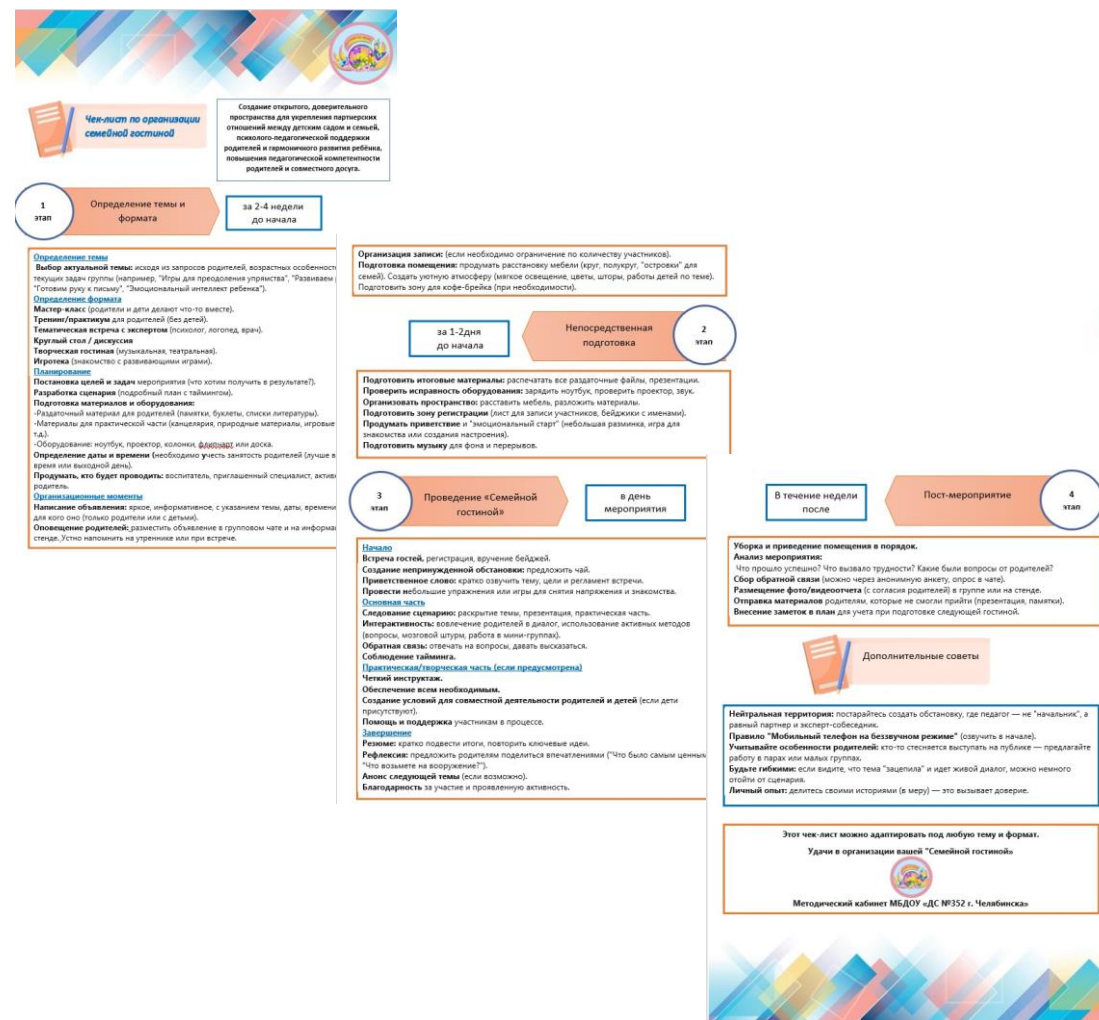 Чек-лист по организации
семейной гостиной
Создание открытого, доверительного
пространства для укрепления партнерских
отношений между детским садом и семьей,
психолого-педагогической поддержки
родителей и гармоничного развития ребёнка,
повышения педагогической компетентности
родителей и совместного досуга.
1
этап
Определение темы и
формата
за 2-4 недели
до начала
Определение темы
Выбор актуальной темы: исходя из запросов родителей, возрастных особенност
текущих задач группы (например, "Игры для преодоления упрямства", "Развиваем
"Готовим руку к письму", "Эмоциональный интеллект ребенка").
Определение формата
Мастер-класс (родители и дети делают что-то вместе).
Тренинг/практикум для родителей (без детей).
Тематическая встреча с экспертом (психолог, логопед, врач).
Круглый стол / дискуссия
Творческая гостиная (музыкальная, театральная).
Игротека (знакомство с развивающими играми).
Планирование
Постановка целей и задач мероприятия (что хотим получить в результате?).
Разработка сценария (подробный план с таймингом).
Подготовка материалов и оборудования:
-Раздаточный материал для родителей (памятки, буклеты, списки литературы).
-Материалы для практической части (канцелярия, природные материалы, игровые
т.д.).
-Оборудование: ноутбук, проектор, колонки, флипчарт или доска.
Определение даты и времени (необходимо учесть занятость родителей (лучше в
время или выходной день).
Продумать, кто будет проводить: воспитатель, приглашенный специалист, актив
родитель.
Организационные моменты
Написание объявления: яркое, информативное, с указанием темы, даты, времени
для кого оно (только родители или с детьми).
Оповещение родителей: разместить объявление в групповом чате и на информа
стенде. Устно напомнить на утреннике или при встрече.
Организация записи: (если необходимо ограничение по количеству участников).
Подготовка помещения: продумать расстановку мебели (круг, полукруг, "островки" для
семей). Создать уютную атмосферу (мягкое освещение, цветы, шторы, работы детей по теме).
Подготовить зону для кофе-брейка (при необходимости).
за 1-2дня
до начала
Непосредственная
подготовка
2
этап
Подготовить итоговые материалы: распечатать все раздаточные файлы, презентации.
Проверить исправность оборудования: зарядить ноутбук, проверить проектор, звук.
Организовать пространство: расставить мебель, разложить материалы.
Подготовить зону регистрации (лист для записи участников, бейджики с именами).
Продумать приветствие и "эмоциональный старт" (небольшая разминка, игра для
знакомства или создания настроения).
Подготовить музыку для фона и перерывов.
3
этап
Проведение «Семейной
гостиной»
в день
мероприятия
Начало
Встреча гостей, регистрация, вручение бейджей.
Создание непринужденной обстановки: предложить чай.
Приветственное слово: кратко озвучить тему, цели и регламент встречи.
Провести небольшие упражнения или игры для снятия напряжения и знакомства.
Основная часть
Следование сценарию: раскрытие темы, презентация, практическая часть.
Интерактивность: вовлечение родителей в диалог, использование активных методов
(вопросы, мозговой штурм, работа в мини-группах).
Обратная связь: отвечать на вопросы, давать высказаться.
Соблюдение тайминга.
Практическая/творческая часть (если предусмотрена)
Четкий инструктаж.
Обеспечение всем необходимым.
Создание условий для совместной деятельности родителей и детей (если дети
присутствуют).
Помощь и поддержка участникам в процессе.
Завершение
Резюме: кратко подвести итоги, повторить ключевые идеи.
Рефлексия: предложить родителям поделиться впечатлениями ("Что было самым ценным
"Что возьмете на вооружение?").
Анонс следующей темы (если возможно).
Благодарность за участие и проявленную активность.
В течение недели
после
Пост-мероприятие
4
этап
Уборка и приведение помещения в порядок.
Анализ мероприятия:
Что прошло успешно? Что вызвало трудности? Какие были вопросы от родителей?
Сбор обратной связи (можно через анонимную анкету, опрос в чате).
Размещение фото/видеоотчета (с согласия родителей) в группе или на стенде.
Отправка материалов родителям, которые не смогли прийти (презентация, памятки).
Внесение заметок в план для учета при подготовке следующей гостиной.
Дополнительные советы
Нейтральная территория: постарайтесь создать обстановку, где педагог — не "начальник", а
равный партнер и эксперт-собеседник.
Правило "Мобильный телефон на беззвучном режиме" (озвучить в начале).
Учитывайте особенности родителей: кто-то стесняется выступать на публике — предлагайте
работу в парах или малых группах.
Будьте гибкими: если видите, что тема "зацепила" и идет живой диалог, можно немного
отойти от сценария.
Личный опыт: делитесь своими историями (в меру) — это вызывает доверие.
Этот чек-лист можно адаптировать под любую тему и формат.
Удачи в организации вашей "Семейной гостиной»
Методический кабинет МБДОУ «ДС №352 г. Челябинска»